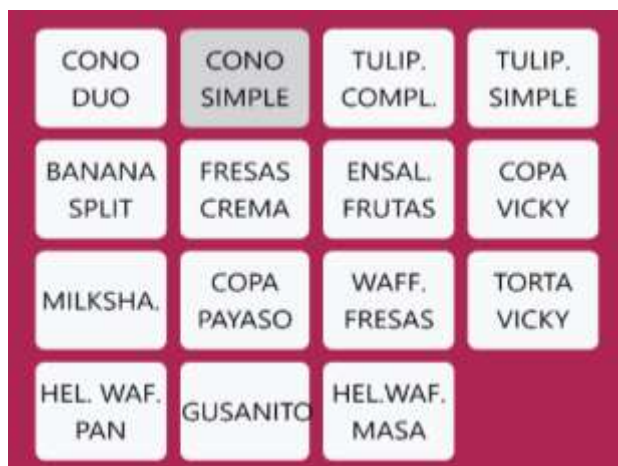 CONO
DUO
CONO
SIMPLE
TULIP.
COMPL.
TULIP.
SIMPLE
BANANA
SPLIT
FRESAS
CREMA
ENSAL.
FRUTAS
COPA
VICKY
MILKSHA.
COPA
PAYASO
WAFF.
FRESAS
TORTA
VICKY
HEL. WAF.
PAN
GUSANITO
HEL.WAF.
MASA